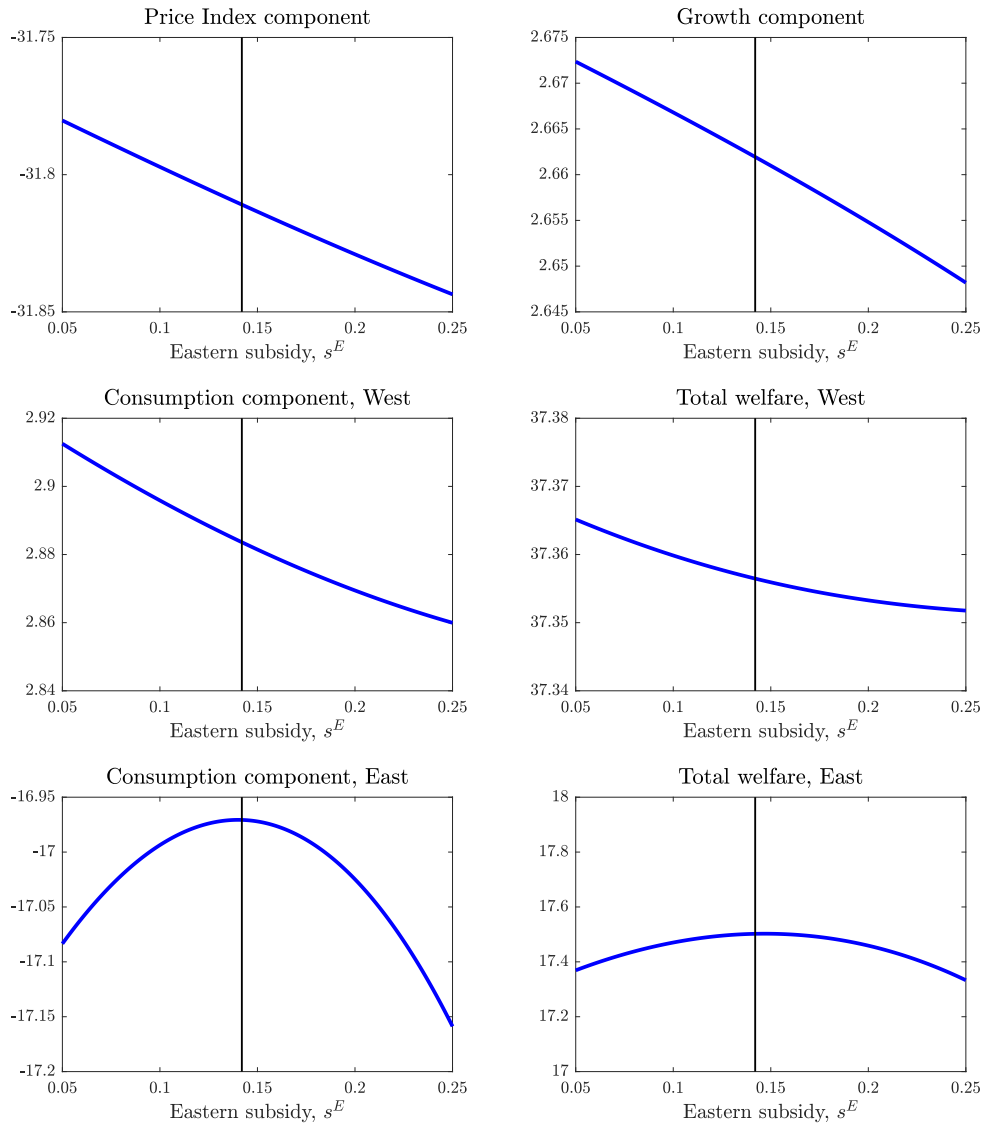 Price Index component
-31.75
-31.8
-31.85
0.05 0.1 0.15 0.2 0.25
Eastern subsidy, s^E
Growth component
2.675
2.67
2.665
2.66
2.655
2.65
2.645
0.05 0.1 0.15 0.2 0.25
Eastern subsidy, s^E
Consumption component, West
2.92
2.9
2.88
2.86
2.84
0.05 0.1 0.15 0.2 0.25
Eastern subsidy, s^E
Total welfare, West
37.38
37.37
37.36
37.35
37.34
0.05 0.1 0.15 0.2 0.25
Eastern subsidy, s^E
Consumption component, East
-16.95
-17
-17.05
-17.1
-17.15
-17.2
0.05 0.1 0.15 0.2 0.25
Eastern subsidy, s^E
Total welfare, East
18
17.8
17.6
17.4
17.2
17
0.05 0.1 0.15 0.2 0.25
Eastern subsidy, s^E